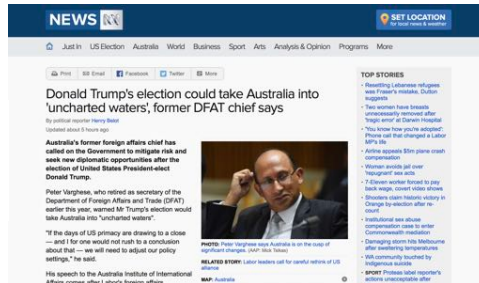 NEWS ABC
SET LOCATION
for local news & weather
Just In US Election Australia World Business Sport Arts Analysis & Opinion Programs More
Print Email Facebook Twitter More
Donald Trump's election could take Australia into
'uncharted waters', former DFAT chief says
By political reporter Henry Belot
Updated about 5 hours ago
Australia's former foreign affairs chief has
called on the Government to mitigate risk and
seek new diplomatic opportunities after the
election of United States President-elect
Donald Trump.
Peter Varghese, who retired as secretary of the
Department of Foreign Affairs and Trade (DFAT)
earlier this year, warned Mr Trump's election would
take Australia into "uncharted waters".
"If the days of US primacy are drawing to a close
— and I for one would not rush to a conclusion
about that — we will need to adjust our policy
settings," he said.
His speech to the Australia Institute of International
Affairs comes after Labor's foreign affairs
PHOTO: Peter Varghese says Australia is on the cusp of
significant changes. (AAP: Mick Tsikas)
RELATED STORY: Labor leaders call for careful rethink of US
alliance
MAP: Australia
TOP STORIES
Resettling Lebanese refugees
was Fraser's mistake, Dutton
suggests
Two women have breasts
unnecessarily removed after
'tragic error' at Darwin Hospital
'You know how you're adopted':
Phone call that changed a Labor
MP's life
Airline appeals $5m plane crash
compensation
Woman avoids jail over
'repugnant' sex acts
7-Eleven worker forced to pay
back wage, covert video shows
Shooters claim historic victory in
Orange by-election after re-
count
Institutional sex abuse
compensation case to enter
Commonwealth mediation
Damaging storm hits Melbourne
after sweltering temperatures
WA community touched by
Indigenous suicide
SPORT Protess label reporter's
actions unacceptable after